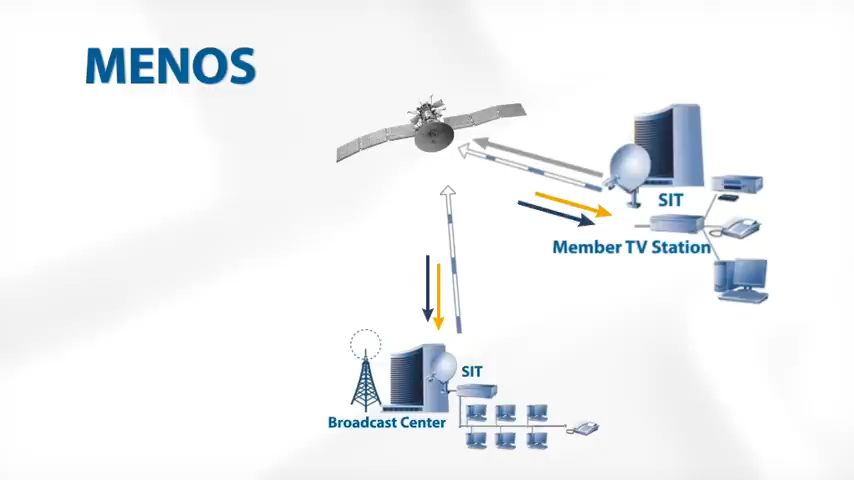 MENOS
SIT
Member TV Station
SIT
Broadcast Center